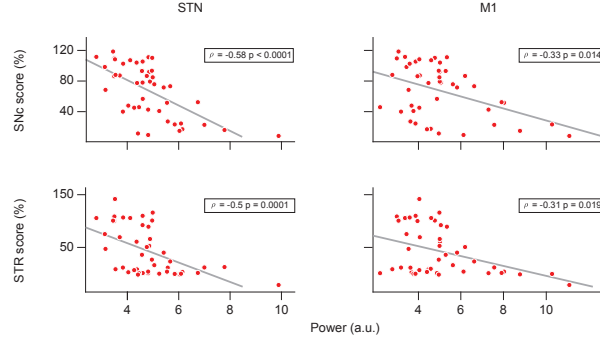 STN
M1
SNc score (%)
120
80
40
ρ = -0.58 p < 0.0001
ρ = -0.33 p = 0.014
STR score (%)
150
50
ρ = -0.5 p = 0.0001
ρ = -0.31 p = 0.019
4 6 8 10
2 4 6 8 10
Power (a.u.)